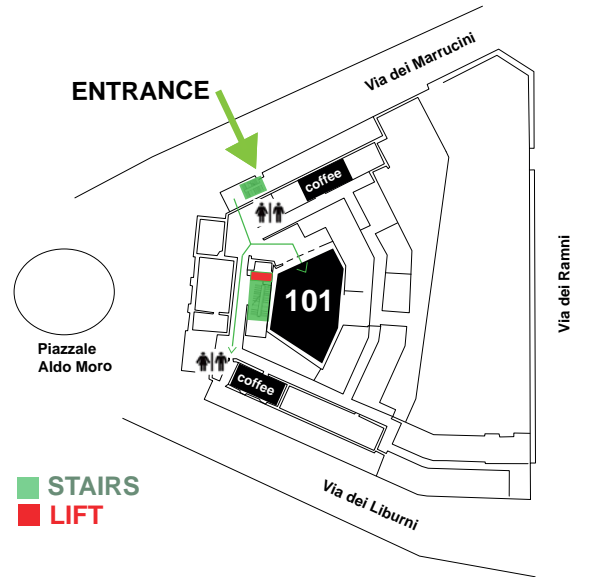 Via dei Marrucini
ENTRANCE
coffee
Via dei Ramni
101
Piazzale
Aldo Moro
coffee
STAIRS
LIFT
Via dei Liburni